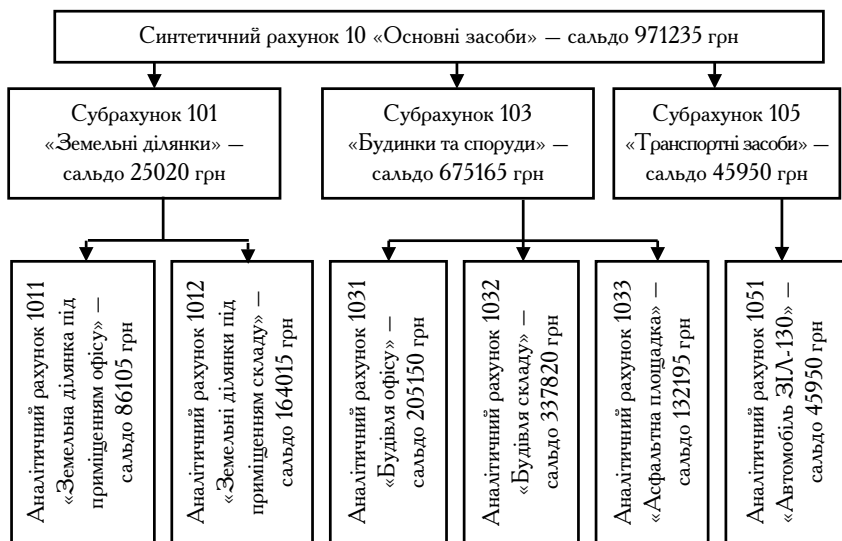 Синтетичний рахунок 10 «Основні засоби» — сальдо 971235 грн
Субрахунок 101
«Земельні ділянки» —
сальдо 25020 грн
Субрахунок 103
«Будинки та споруди» —
сальдо 675165 грн
Субрахунок 105
«Транспортні засоби» —
сальдо 45950 грн
Аналітичний рахунок 1011
«Земельна ділянка під
приміщенням офісу» —
сальдо 86105 грн
Аналітичний рахунок 1012
«Земельні ділянки під
приміщенням складу» —
сальдо 164015 грн
Аналітичний рахунок 1031
«Будівля офісу» —
сальдо 205150 грн
Аналітичний рахунок 1032
«Будівля складу» —
сальдо 337820 грн
Аналітичний рахунок 1033
«Асфальтна площадка» —
сальдо 132195 грн
Аналітичний рахунок 1051
«Автомобіль ЗІЛ-130» —
сальдо 45950 грн